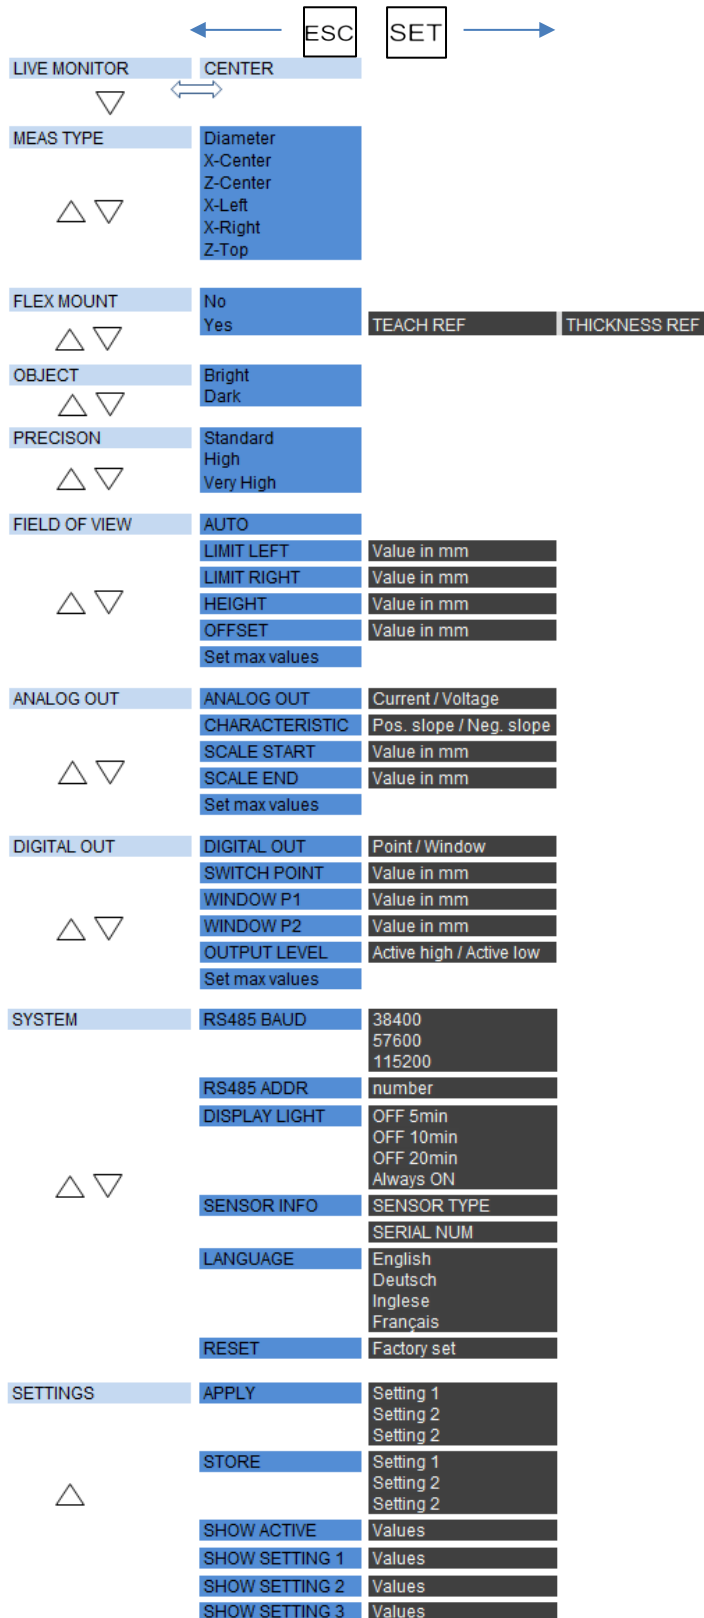 ESC SET
LIVE MONITOR CENTER
MEAS TYPE Diameter
X-Center
Z-Center
X-Left
X-Right
Z-Top
FLEX MOUNT No
Yes TEACH REF THICKNESS REF
OBJECT Bright
Dark
PRECISON Standard
High
Very High
FIELD OF VIEW AUTO
LIMIT LEFT Value in mm
LIMIT RIGHT Value in mm
HEIGHT Value in mm
OFFSET Value in mm
Set max values
ANALOG OUT ANALOG OUT Current / Voltage
CHARACTERISTIC Pos. slope / Neg. slope
SCALE START Value in mm
SCALE END Value in mm
Set max values
DIGITAL OUT DIGITAL OUT Point / Window
SWITCH POINT Value in mm
WINDOW P1 Value in mm
WINDOW P2 Value in mm
OUTPUT LEVEL Active high / Active low
Set max values
SYSTEM RS485 BAUD 38400
57600
115200
RS485 ADDR number
DISPLAY LIGHT OFF 5min
OFF 10min
OFF 20min
Always ON
SENSOR INFO SENSOR TYPE
SERIAL NUM
LANGUAGE English
Deutsch
Inglese
Français
RESET Factory set
SETTINGS APPLY Setting 1
Setting 2
Setting 2
STORE Setting 1
Setting 2
Setting 2
SHOW ACTIVE Values
SHOW SETTING 1 Values
SHOW SETTING 2 Values
SHOW SETTING 3 Values